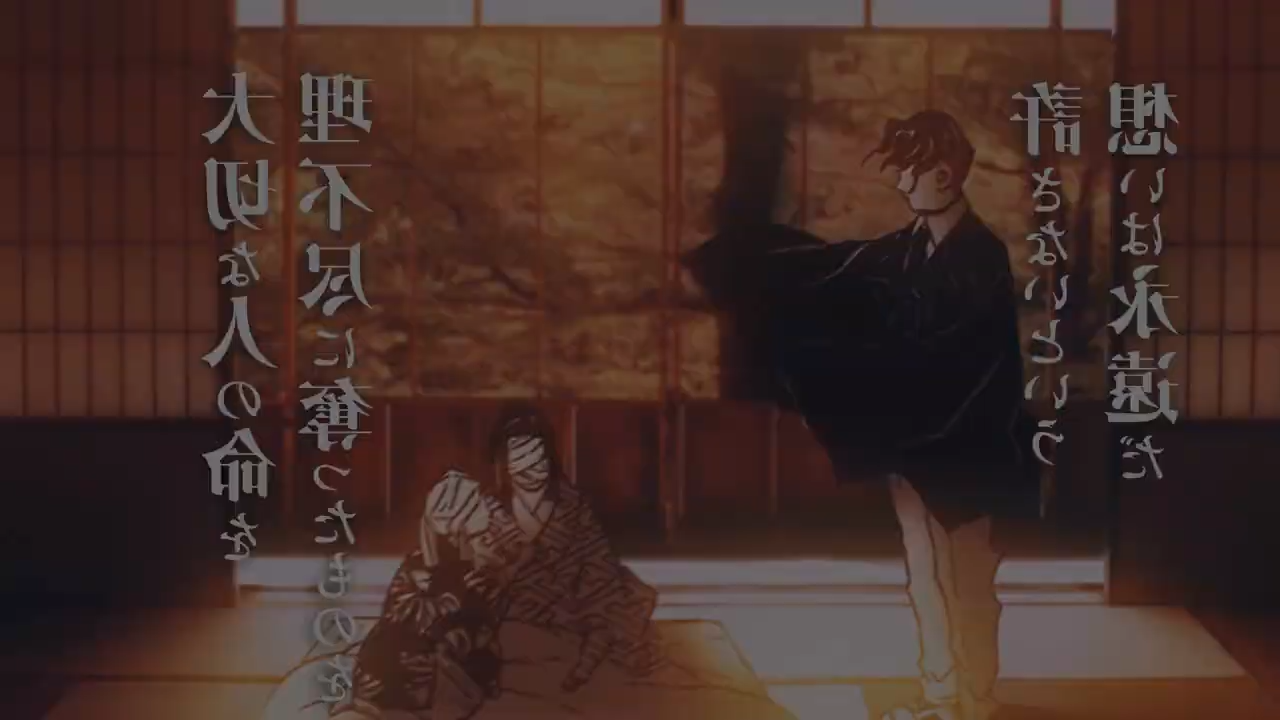 大切な人の命を
理不尽に奪ったものを
許さないという
想いは永遠だ